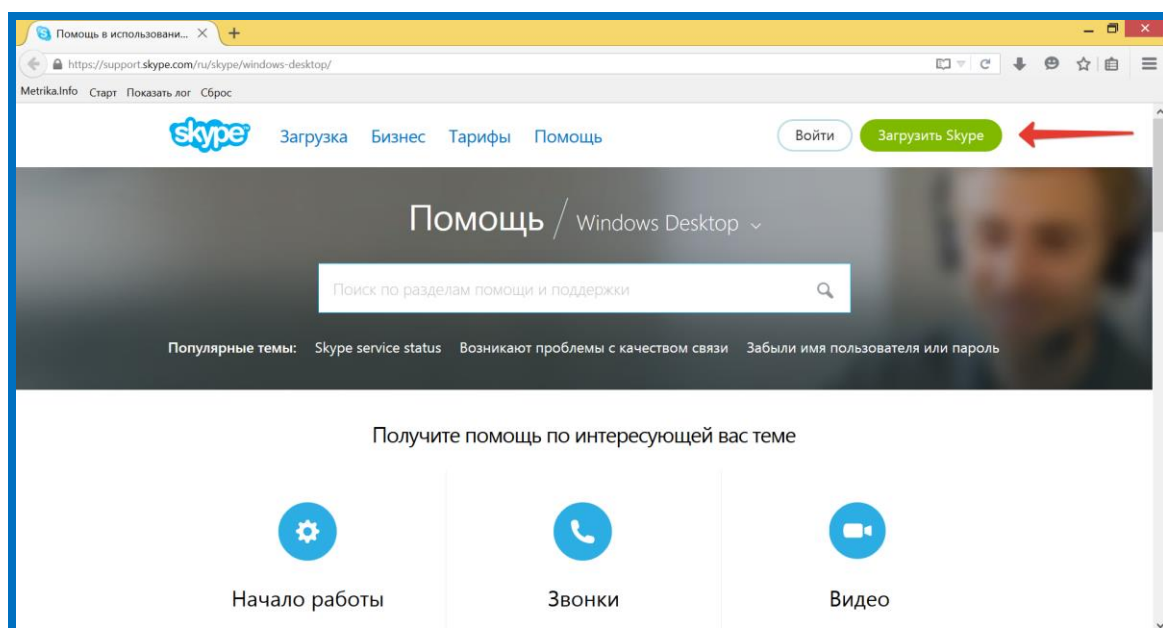 Помощь в использовани...
https://support.skype.com/ru/skype/windows-desktop/
Metrika.Info Старт Показать лог Сброс
skype Загрузка Бизнес Тарифы Помощь Войти Загрузить Skype
Помощь / Windows Desktop
Поиск по разделам помощи и поддержки
Популярные темы: Skype service status Возникают проблемы с качеством связи Забыли имя пользователя или пароль
Получите помощь по интересующей вас теме
Начало работы Звонки Видео